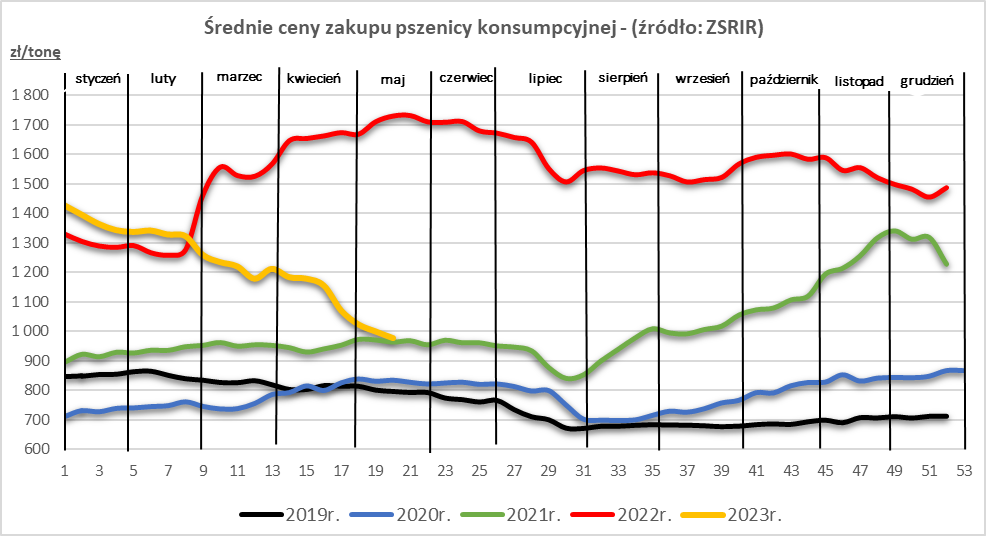 Średnie ceny zakupu pszenicy konsumpcyjnej - (źródło: ZSRIR)
zł/tonę
styczeń luty marzec kwiecień maj czerwiec lipiec sierpień wrzesień październik listopad grudzień
1 800
1 700
1 600
1 500
1 400
1 300
1 200
1 100
1 000
900
800
700
600
1 3 5 7 9 11 13 15 17 19 21 23 25 27 29 31 33 35 37 39 41 43 45 47 49 51 53
2019r. 2020r. 2021r. 2022r. 2023r.